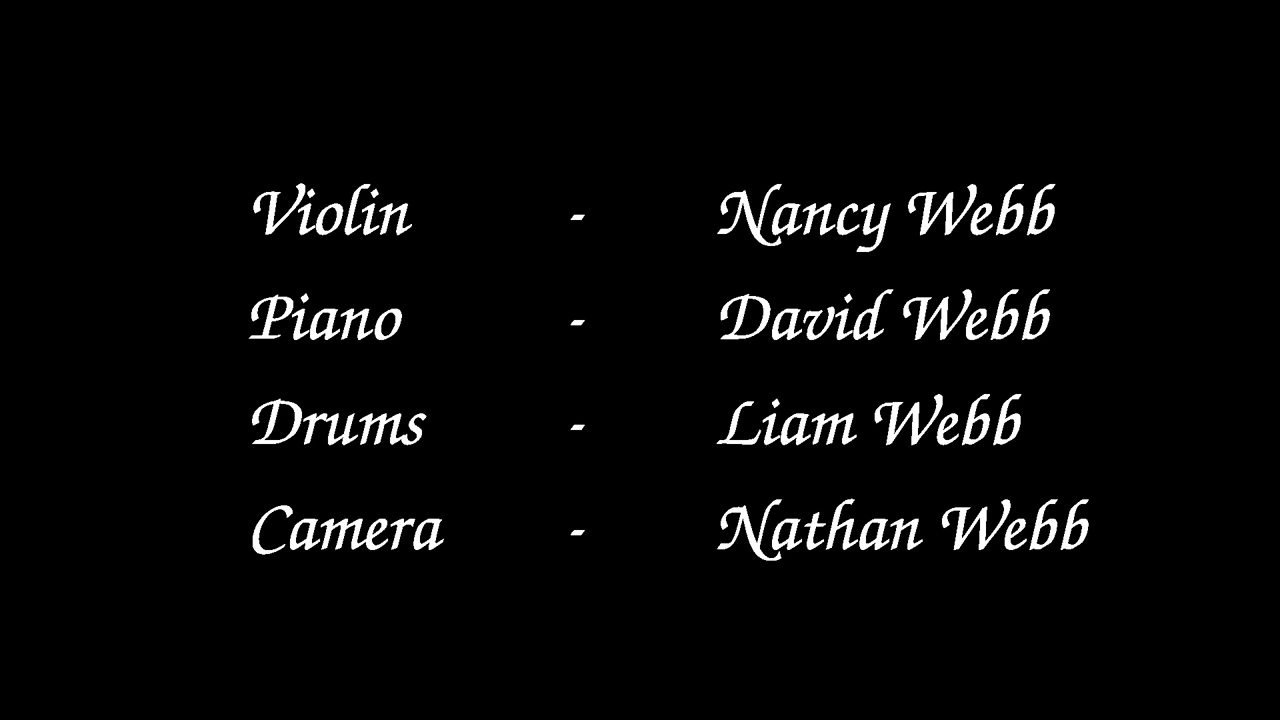 Violin - Nancy Webb
Piano - David Webb
Drums - Liam Webb
Camera - Nathan Webb